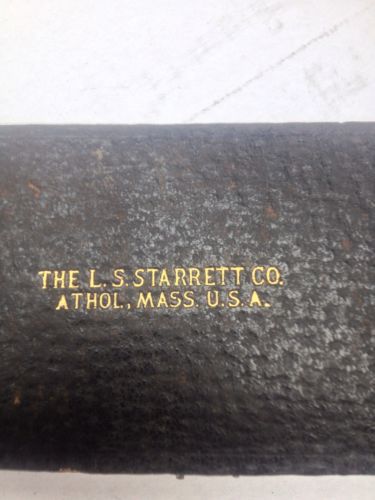 THE L. S. STARRETT CO.
ATHOL, MASS. U.S.A.